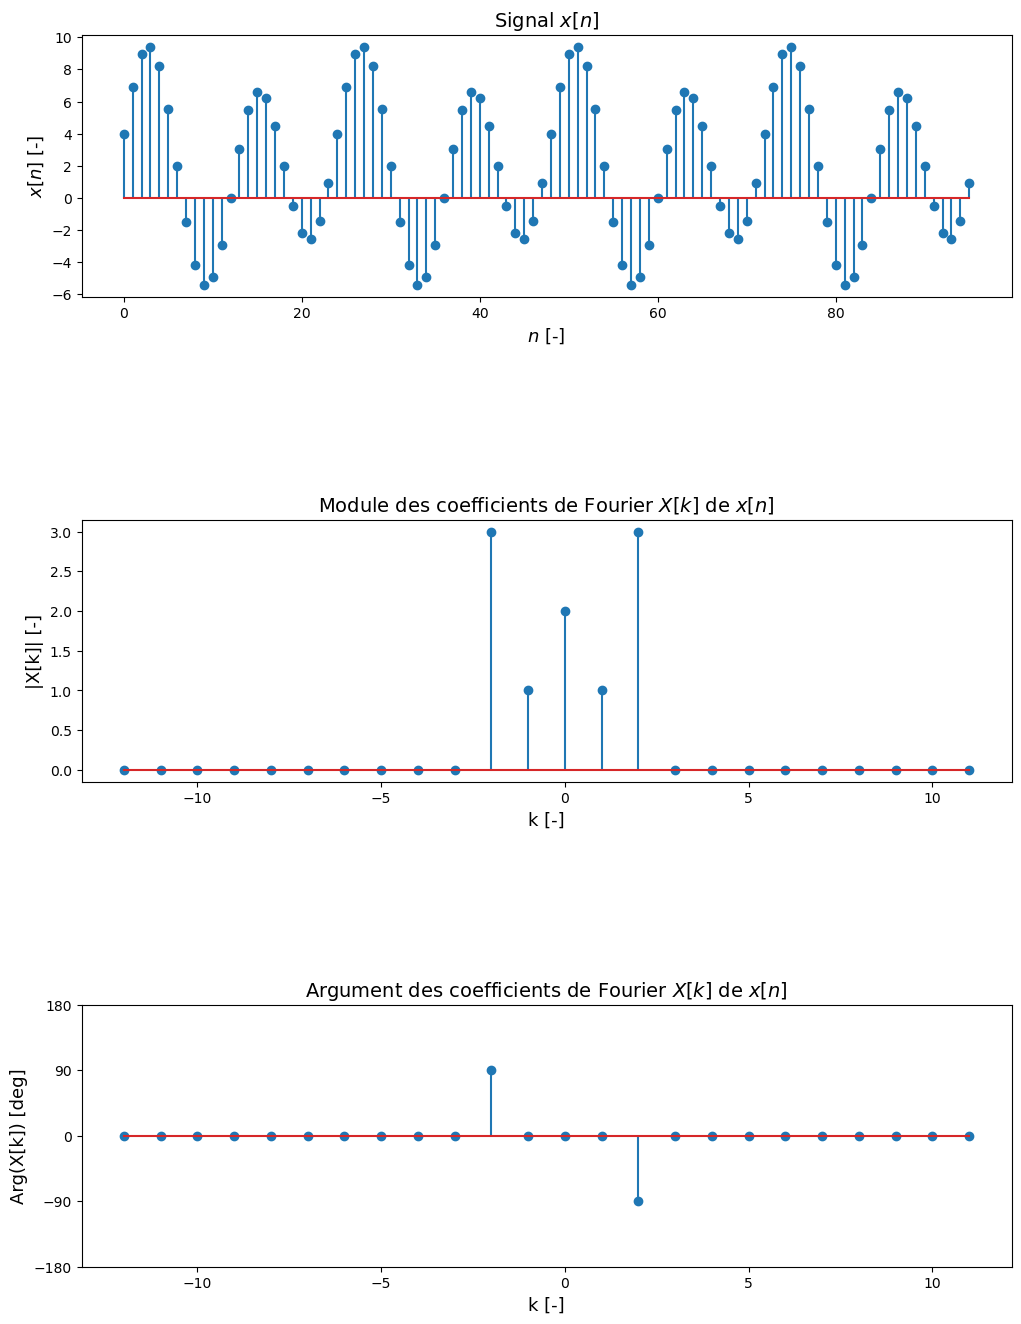 Signal x[n]
x[n] [-]
10
8
6
4
2
0
−2
−4
−6
0 20 40 60 80
n [-]
Module des coefficients de Fourier X[k] de x[n]
|X[k]| [-]
3.0
2.5
2.0
1.5
1.0
0.5
0.0
−10 −5 0 5 10
k [-]
Argument des coefficients de Fourier X[k] de x[n]
Arg(X[k]) [deg]
180
90
0
−90
−180
−10 −5 0 5 10
k [-]